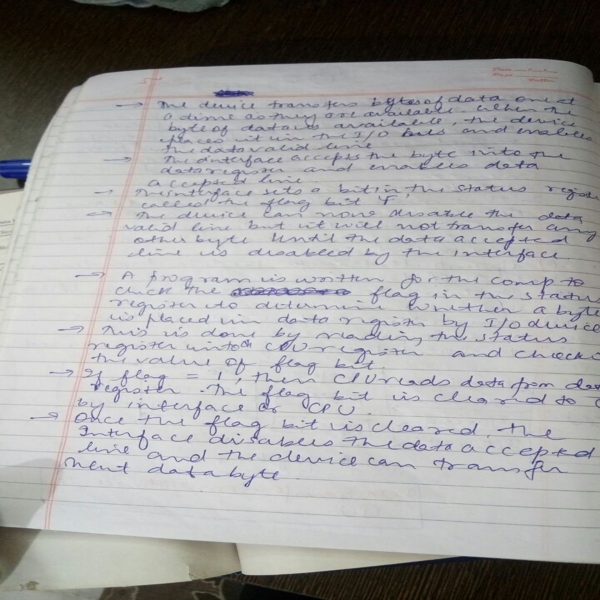 → The device transfers bytes of data one at
a time as they are available. When the
byte of data is available, the device
places it in the I/O bus and enables
the data valid line
→ The interface accepts the byte into the
data register and enables data
accepted line
→ The interface sets a bit in the status regis
called the flag bit F
→ The device can now disable the data
valid line but it will not transfer any
other byte until the data accepted
line is disabled by the interface
→ A program is written for the comp to
check the flag in the status
register to determine whether a byte
is placed in data register by I/O device
→ This is done by reading the status
register into CPU register and checki
the value of flag bit.
→ If flag = 1, then CPU reads data from da
register. The flag bit is cleared to 0
by interface or CPU.
→ Once the flag bit is cleared, the
interface disables the data accepted
line and the device can transfer
next data byte.